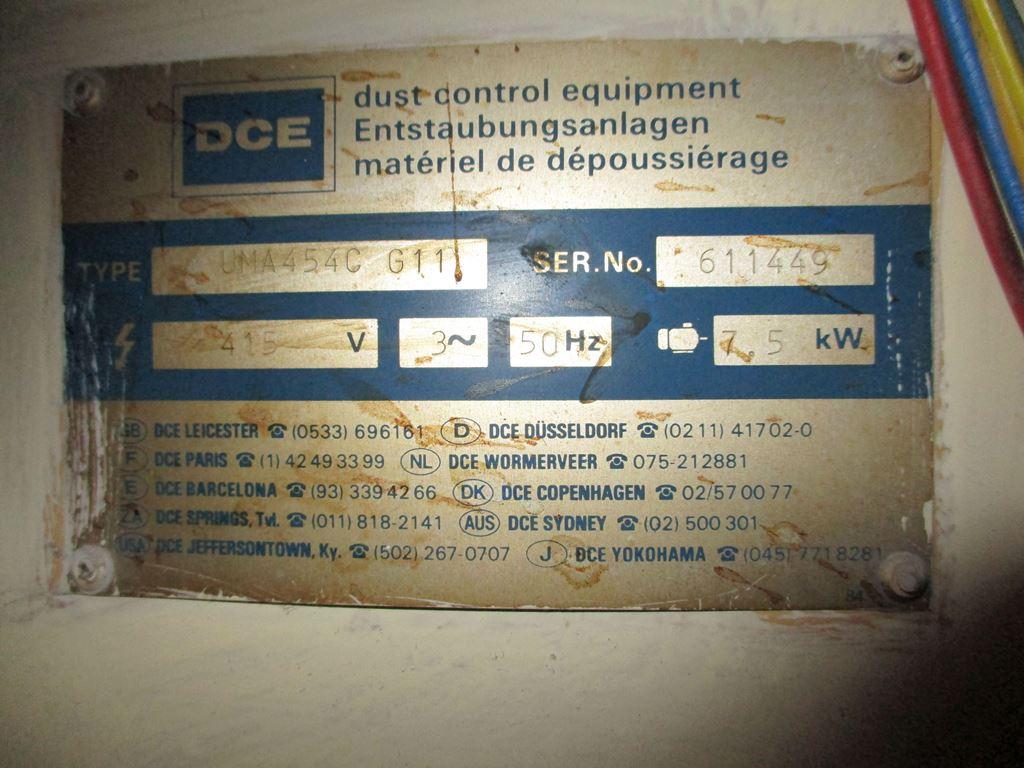 DCE
dust control equipment
Entstaubungsanlagen
matériel de dépoussiérage
TYPE UMA454C G11 SER.No. 611449
415 V 3~ 50 Hz 7.5 kW
GB DCE LEICESTER ☎ (0533) 696161 D DCE DÜSSELDORF ☎ (0211) 41702-0
F DCE PARIS ☎ (1) 42 49 33 99 NL DCE WORMERVEER ☎ 075-212881
E DCE BARCELONA ☎ (93) 339 42 66 DK DCE COPENHAGEN ☎ 02/57 00 77
ZA DCE SPRINGS, Tvl. ☎ (011) 818-2141 AUS DCE SYDNEY ☎ (02) 500 301
USA DCE JEFFERSONTOWN, Ky. ☎ (502) 267-0707 J DCE YOKOHAMA ☎ (045) 771 8281
84